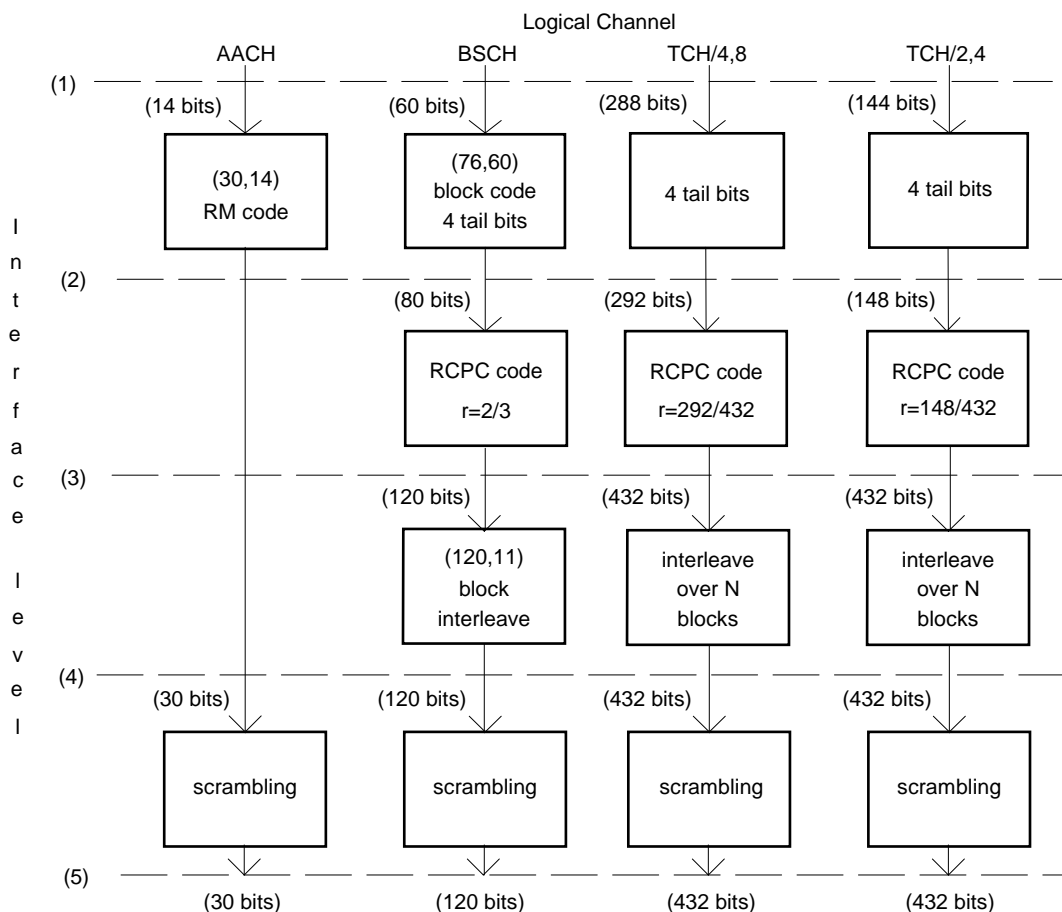 Logical Channel
AACH BSCH TCH/4,8 TCH/2,4
(1)
(14 bits) (60 bits) (288 bits) (144 bits)
(30,14)
RM code
(76,60)
block code
4 tail bits
4 tail bits
4 tail bits
(2)
(80 bits) (292 bits) (148 bits)
RCPC code
r=2/3
RCPC code
r=292/432
RCPC code
r=148/432
(3)
(120 bits) (432 bits) (432 bits)
(120,11)
block
interleave
interleave
over N
blocks
interleave
over N
blocks
(4)
(30 bits) (120 bits) (432 bits) (432 bits)
scrambling scrambling scrambling scrambling
(5)
(30 bits) (120 bits) (432 bits) (432 bits)
Interface level